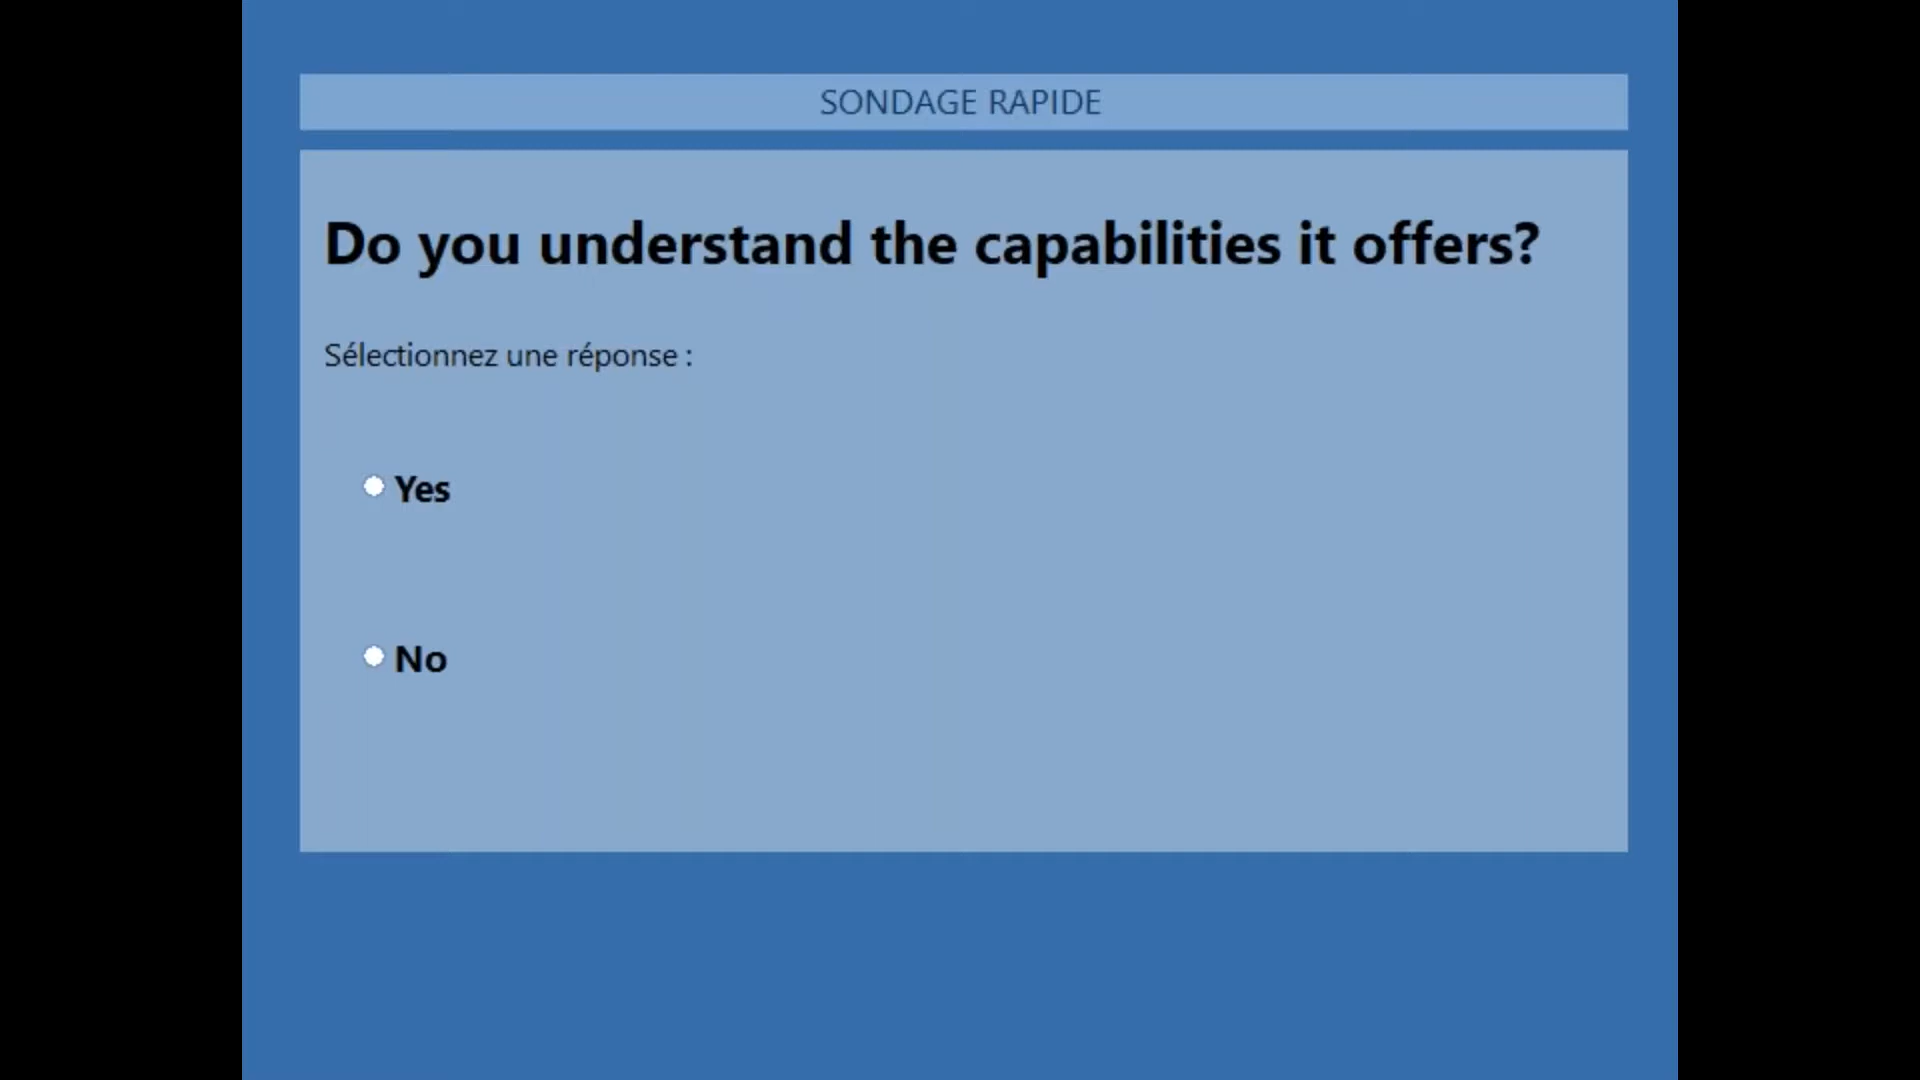 SONDAGE RAPIDE
Do you understand the capabilities it offers?
Sélectionnez une réponse :
Yes
No